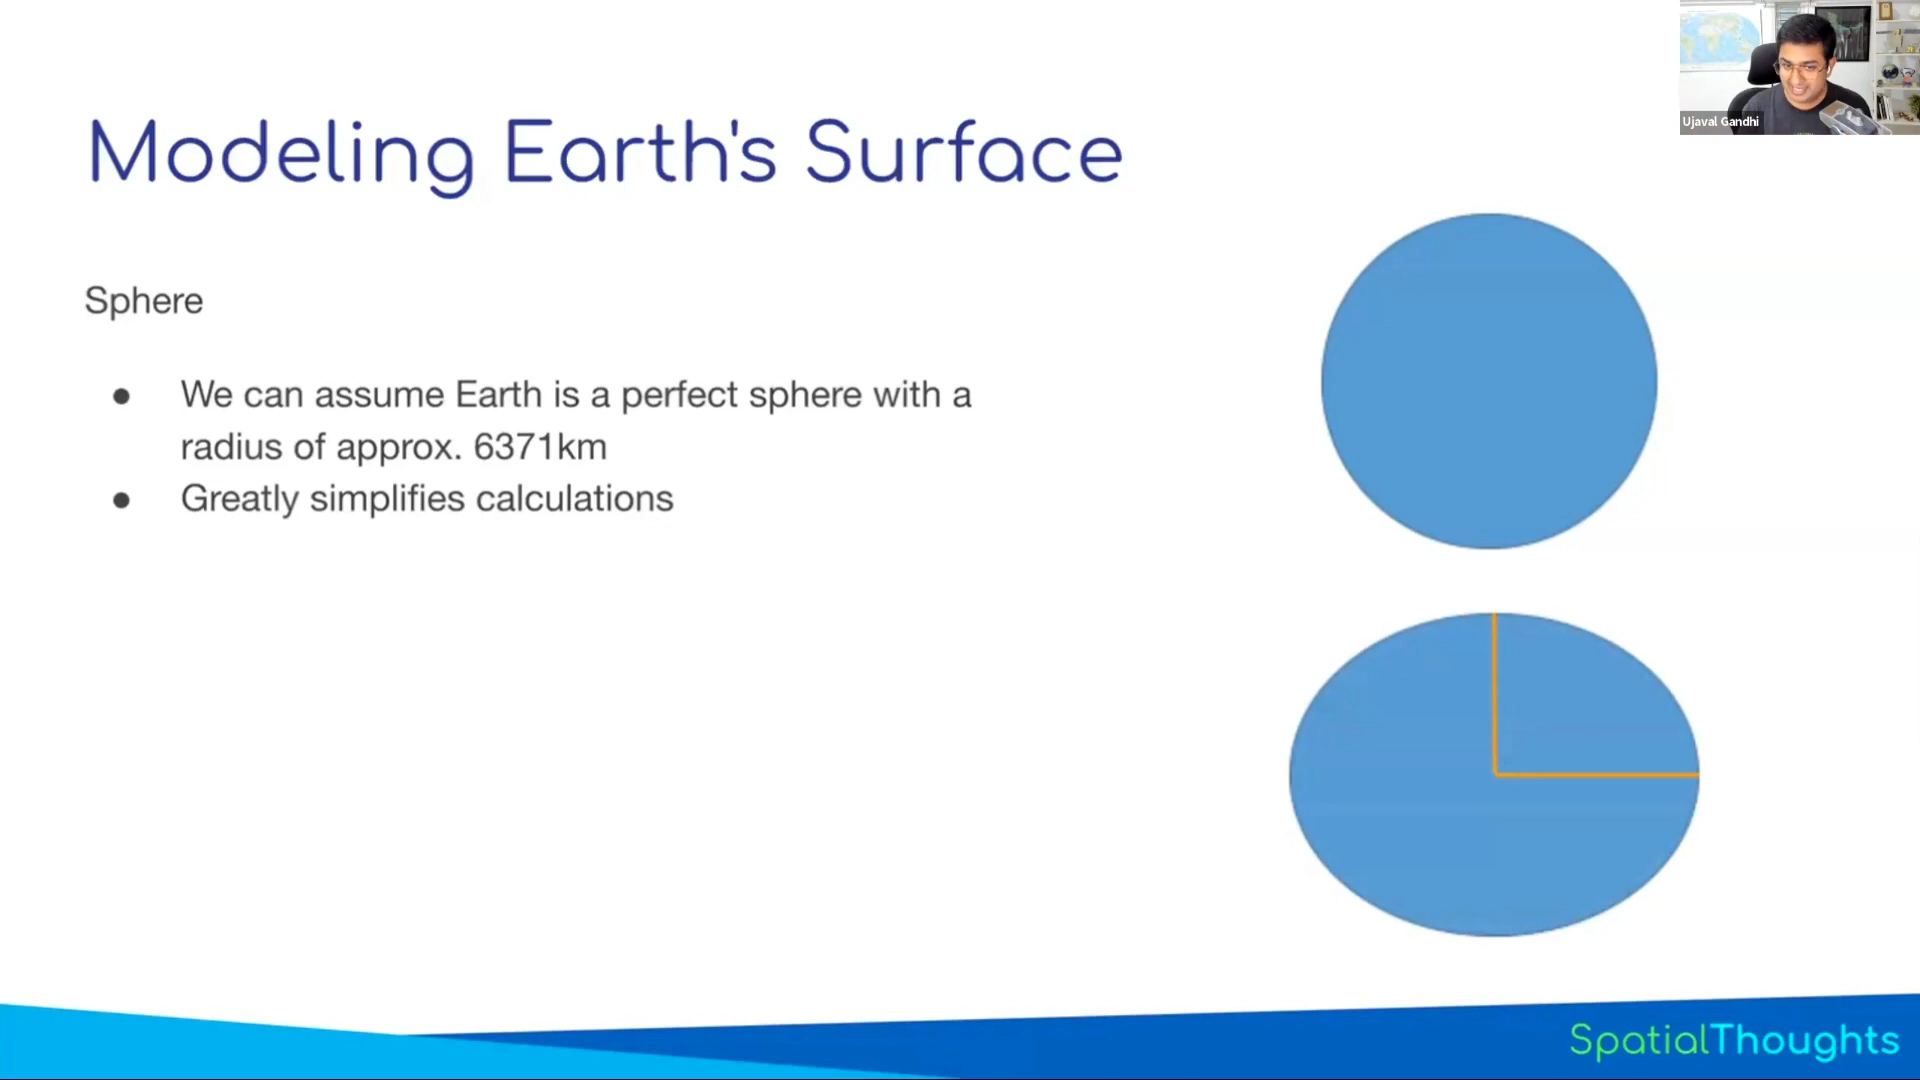 Ujaval Gandhi
Modeling Earth's Surface
Sphere
● We can assume Earth is a perfect sphere with a
radius of approx. 6371km
● Greatly simplifies calculations
SpatialThoughts